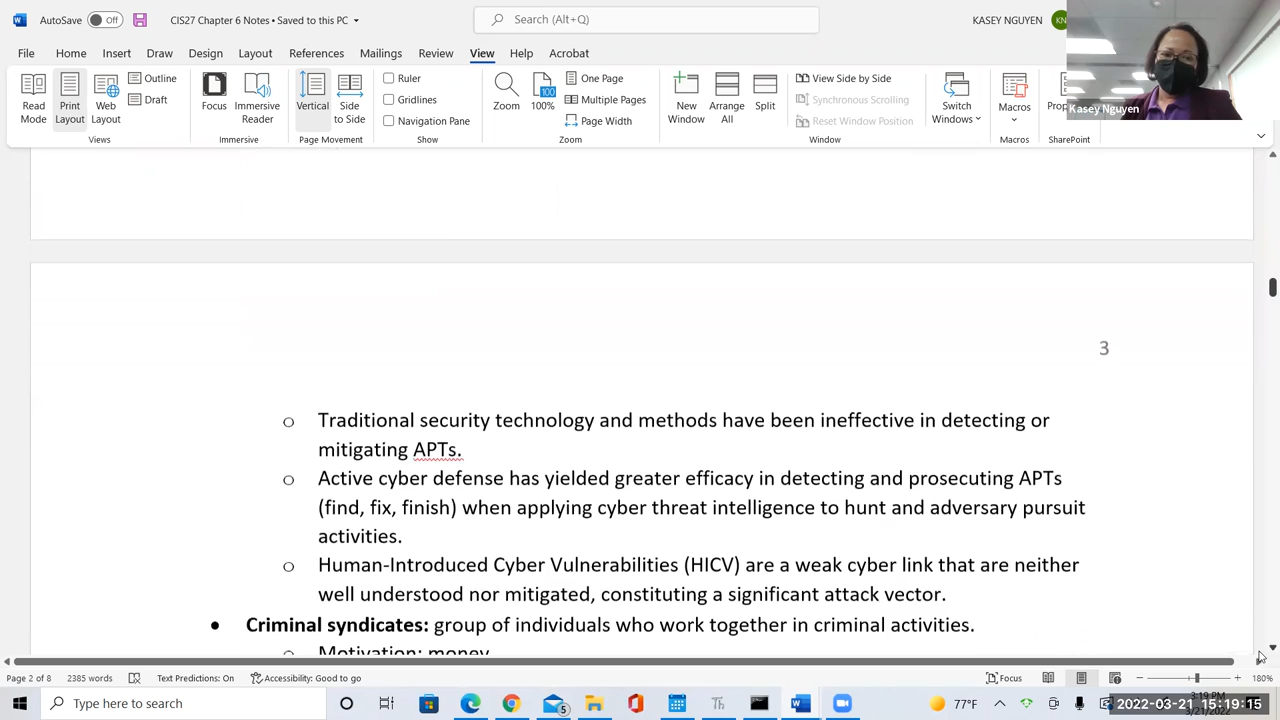 AutoSave Off CIS27 Chapter 6 Notes • Saved to this PC Search (Alt+Q) KASEY NGUYEN KN
File Home Insert Draw Design Layout References Mailings Review View Help Acrobat
Read Mode
Print Layout
Web Layout
Outline
Draft
Views
Focus
Immersive Reader
Immersive
Vertical
Side to Side
Page Movement
Ruler
Gridlines
Navigation Pane
Show
Zoom
100
100%
One Page
Multiple Pages
Page Width
Zoom
New Window
Arrange All
Split
View Side by Side
Synchronous Scrolling
Reset Window Position
Window
Switch Windows
Macros
Macros
SharePoint
Kasey Nguyen
3
o Traditional security technology and methods have been ineffective in detecting or
mitigating APTs.
o Active cyber defense has yielded greater efficacy in detecting and prosecuting APTs
(find, fix, finish) when applying cyber threat intelligence to hunt and adversary pursuit
activities.
o Human-Introduced Cyber Vulnerabilities (HICV) are a weak cyber link that are neither
well understood nor mitigated, constituting a significant attack vector.
• Criminal syndicates: group of individuals who work together in criminal activities.
o Motivation: money
Page 2 of 8 2385 words Text Predictions: On Accessibility: Good to go Focus 180%
Type here to search 5 77°F 3:19 PM
2022-03-21 15:19:15